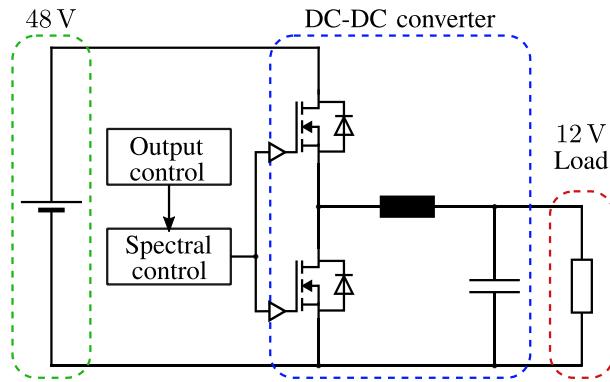 48 V
DC-DC converter
Output
control
Spectral
control
12 V
Load